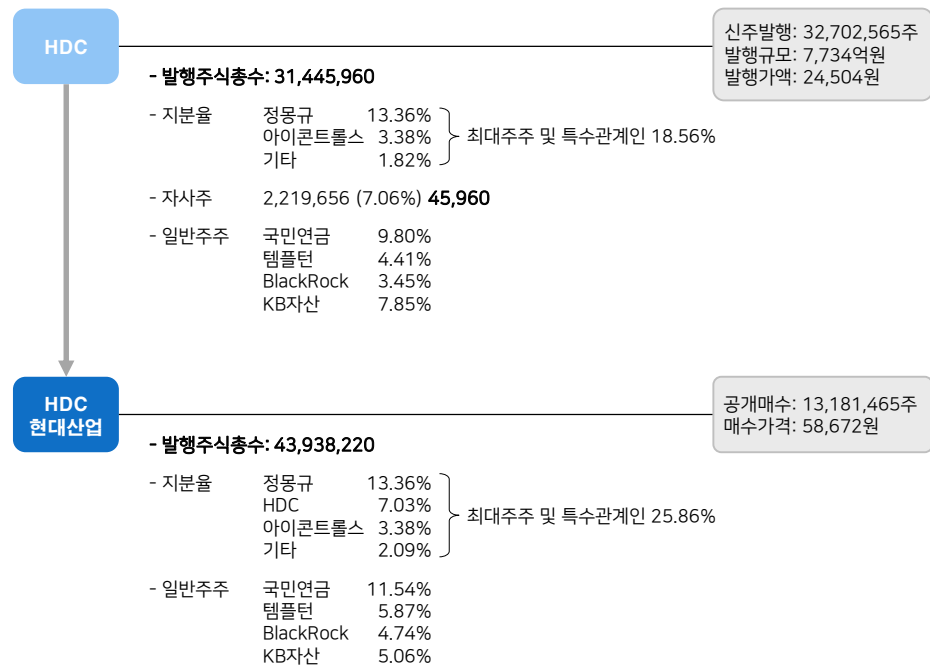 HDC
신주발행: 32,702,565주
발행규모: 7,734억원
발행가액: 24,504원
- 발행주식총수: 31,445,960
- 지분율 정몽규 13.36%
아이콘트롤스 3.38%
기타 1.82%
최대주주 및 특수관계인 18.56%
- 자사주 2,219,656 (7.06%) 45,960
- 일반주주 국민연금 9.80%
템플턴 4.41%
BlackRock 3.45%
KB자산 7.85%
HDC
현대산업
공개매수: 13,181,465주
매수가격: 58,672원
- 발행주식총수: 43,938,220
- 지분율 정몽규 13.36%
HDC 7.03%
아이콘트롤스 3.38%
기타 2.09%
최대주주 및 특수관계인 25.86%
- 일반주주 국민연금 11.54%
템플턴 5.87%
BlackRock 4.74%
KB자산 5.06%